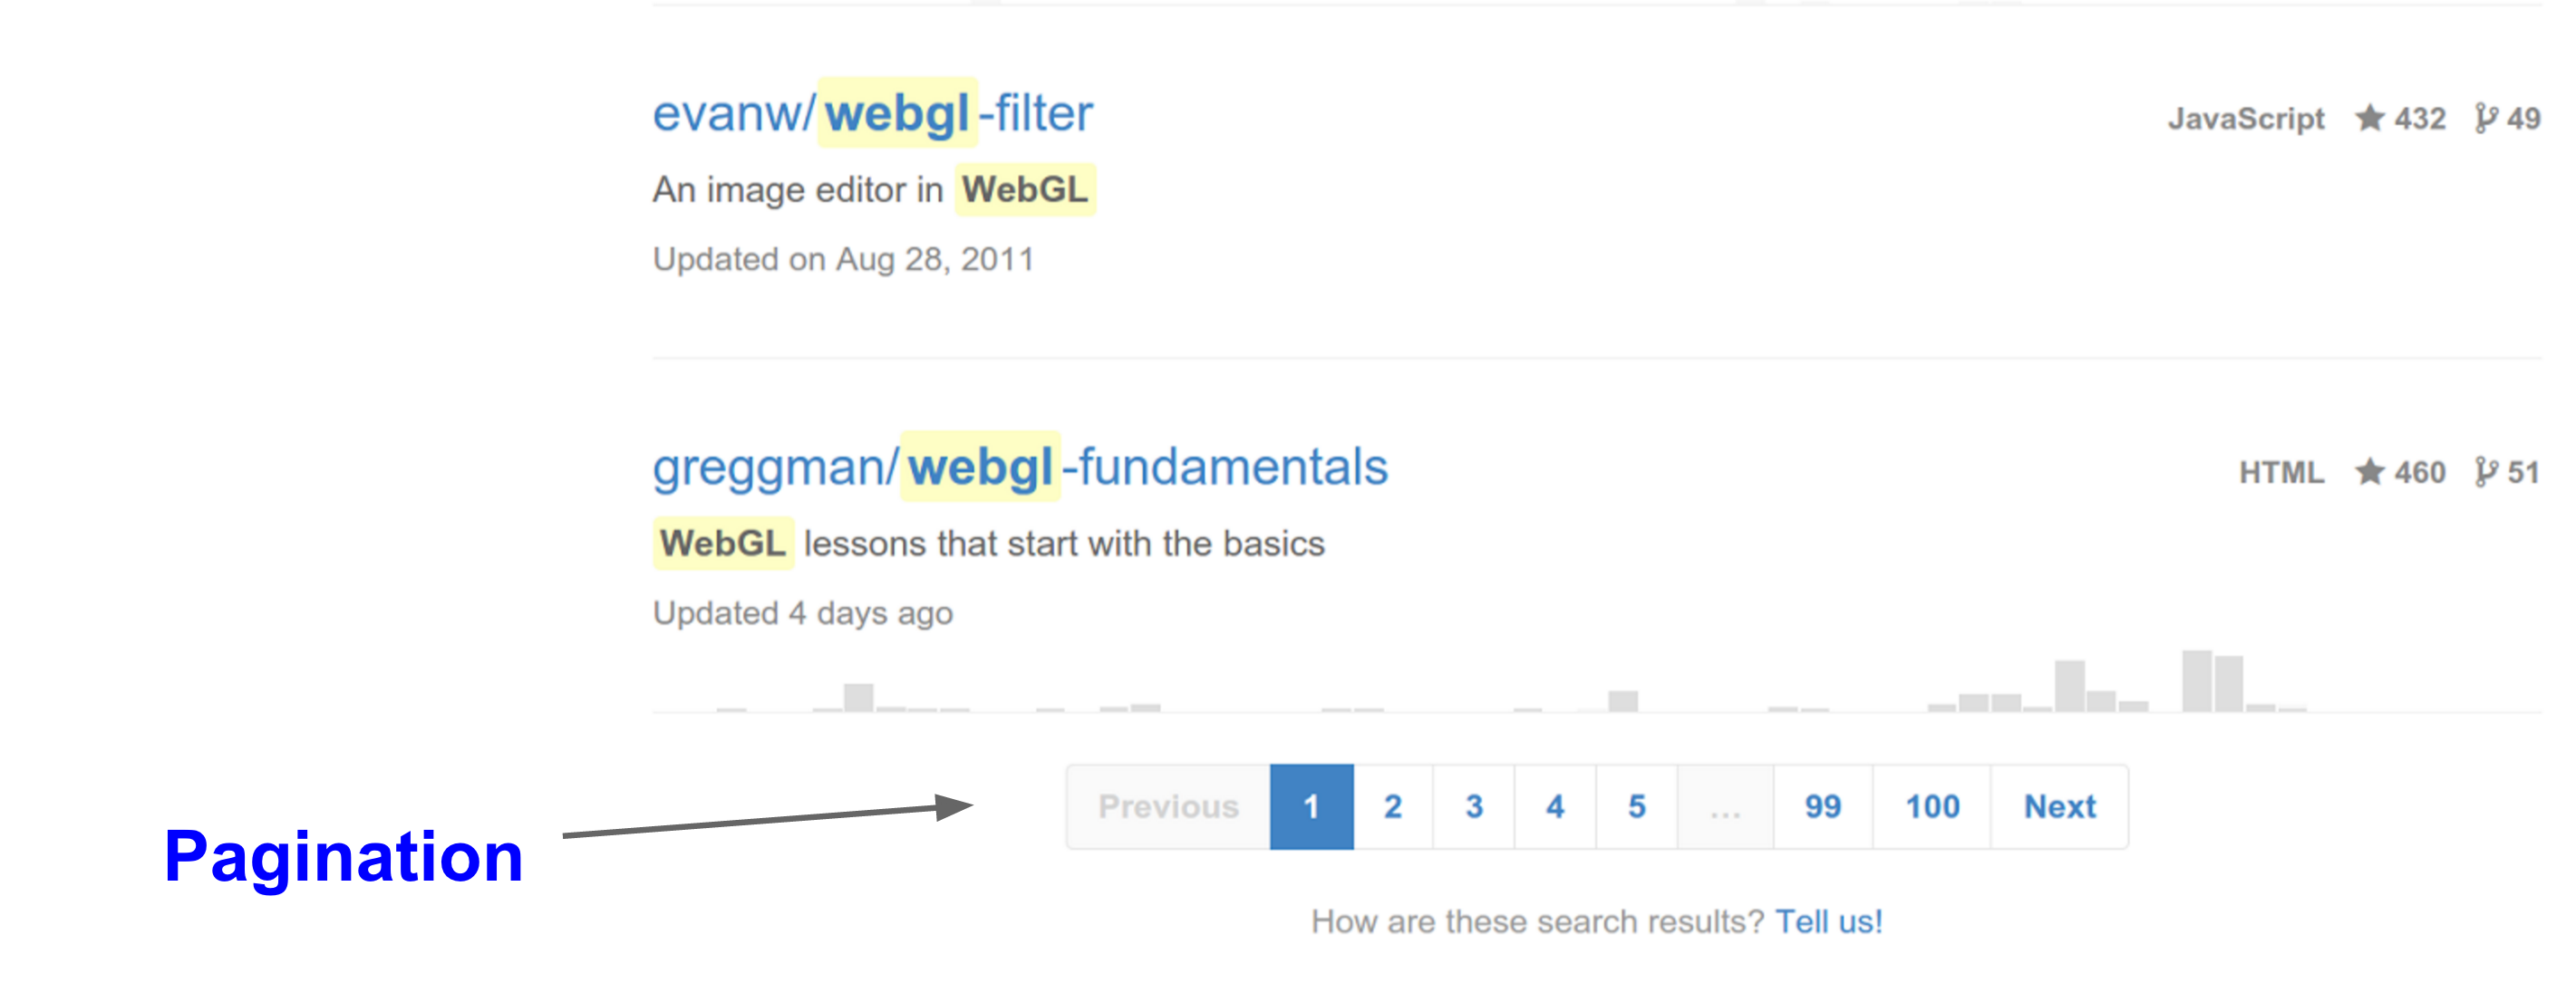 evanw/webgl-filter JavaScript 432 49
An image editor in WebGL
Updated on Aug 28, 2011
greggman/webgl-fundamentals HTML 460 51
WebGL lessons that start with the basics
Updated 4 days ago
Previous 1 2 3 4 5 ... 99 100 Next
Pagination
How are these search results? Tell us!